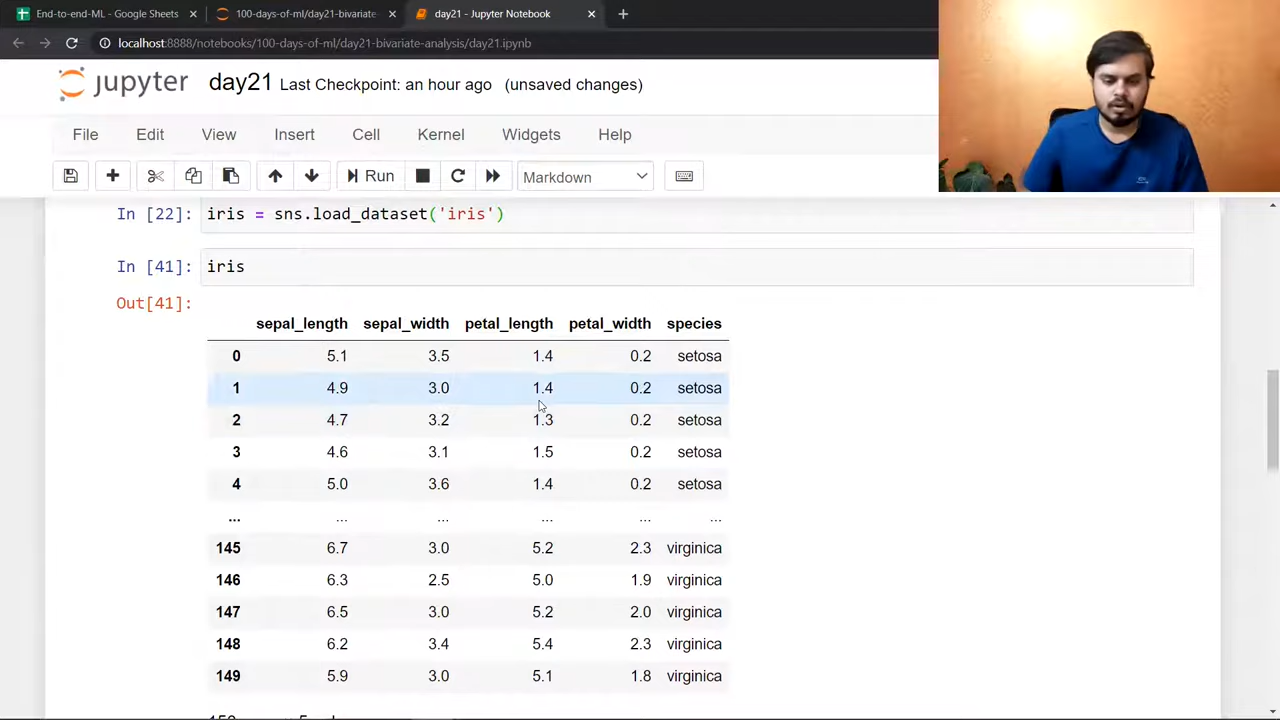 End-to-end-ML - Google Sheets
100-days-of-ml/day21-bivariate
day21 - Jupyter Notebook
localhost:8888/notebooks/100-days-of-ml/day21-bivariate-analysis/day21.ipynb
jupyter day21 Last Checkpoint: an hour ago (unsaved changes)
File Edit View Insert Cell Kernel Widgets Help
Run Markdown
In [22]: iris = sns.load_dataset('iris')
In [41]: iris
Out[41]:
sepal_length sepal_width petal_length petal_width species
0 5.1 3.5 1.4 0.2 setosa
1 4.9 3.0 1.4 0.2 setosa
2 4.7 3.2 1.3 0.2 setosa
3 4.6 3.1 1.5 0.2 setosa
4 5.0 3.6 1.4 0.2 setosa
... ... ... ... ... ...
145 6.7 3.0 5.2 2.3 virginica
146 6.3 2.5 5.0 1.9 virginica
147 6.5 3.0 5.2 2.0 virginica
148 6.2 3.4 5.4 2.3 virginica
149 5.9 3.0 5.1 1.8 virginica